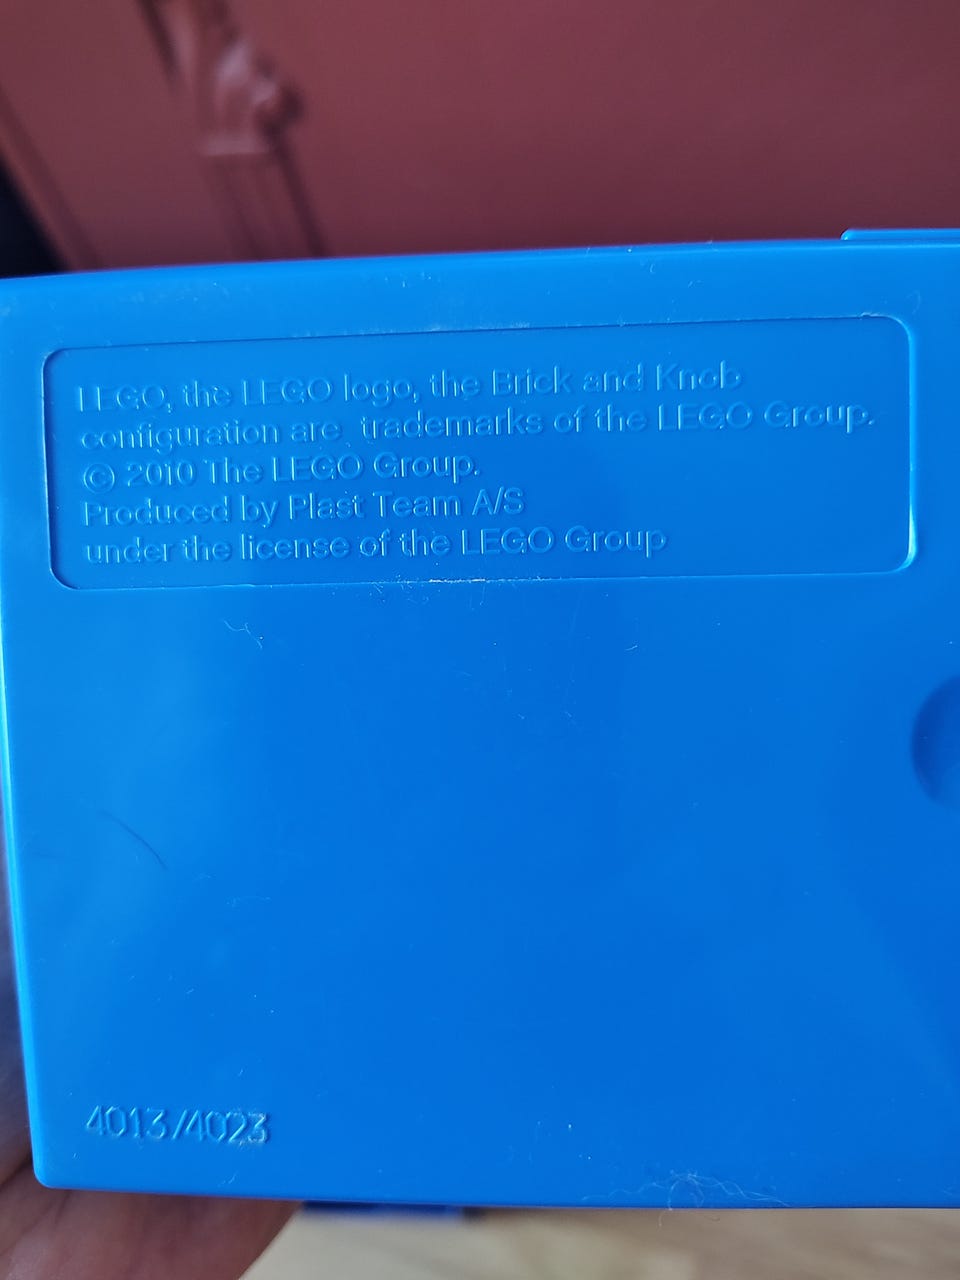 LEGO, the LEGO logo, the Brick and Knob
configuration are trademarks of the LEGO Group.
© 2010 The LEGO Group.
Produced by Plast Team A/S
under the license of the LEGO Group
4013/4023